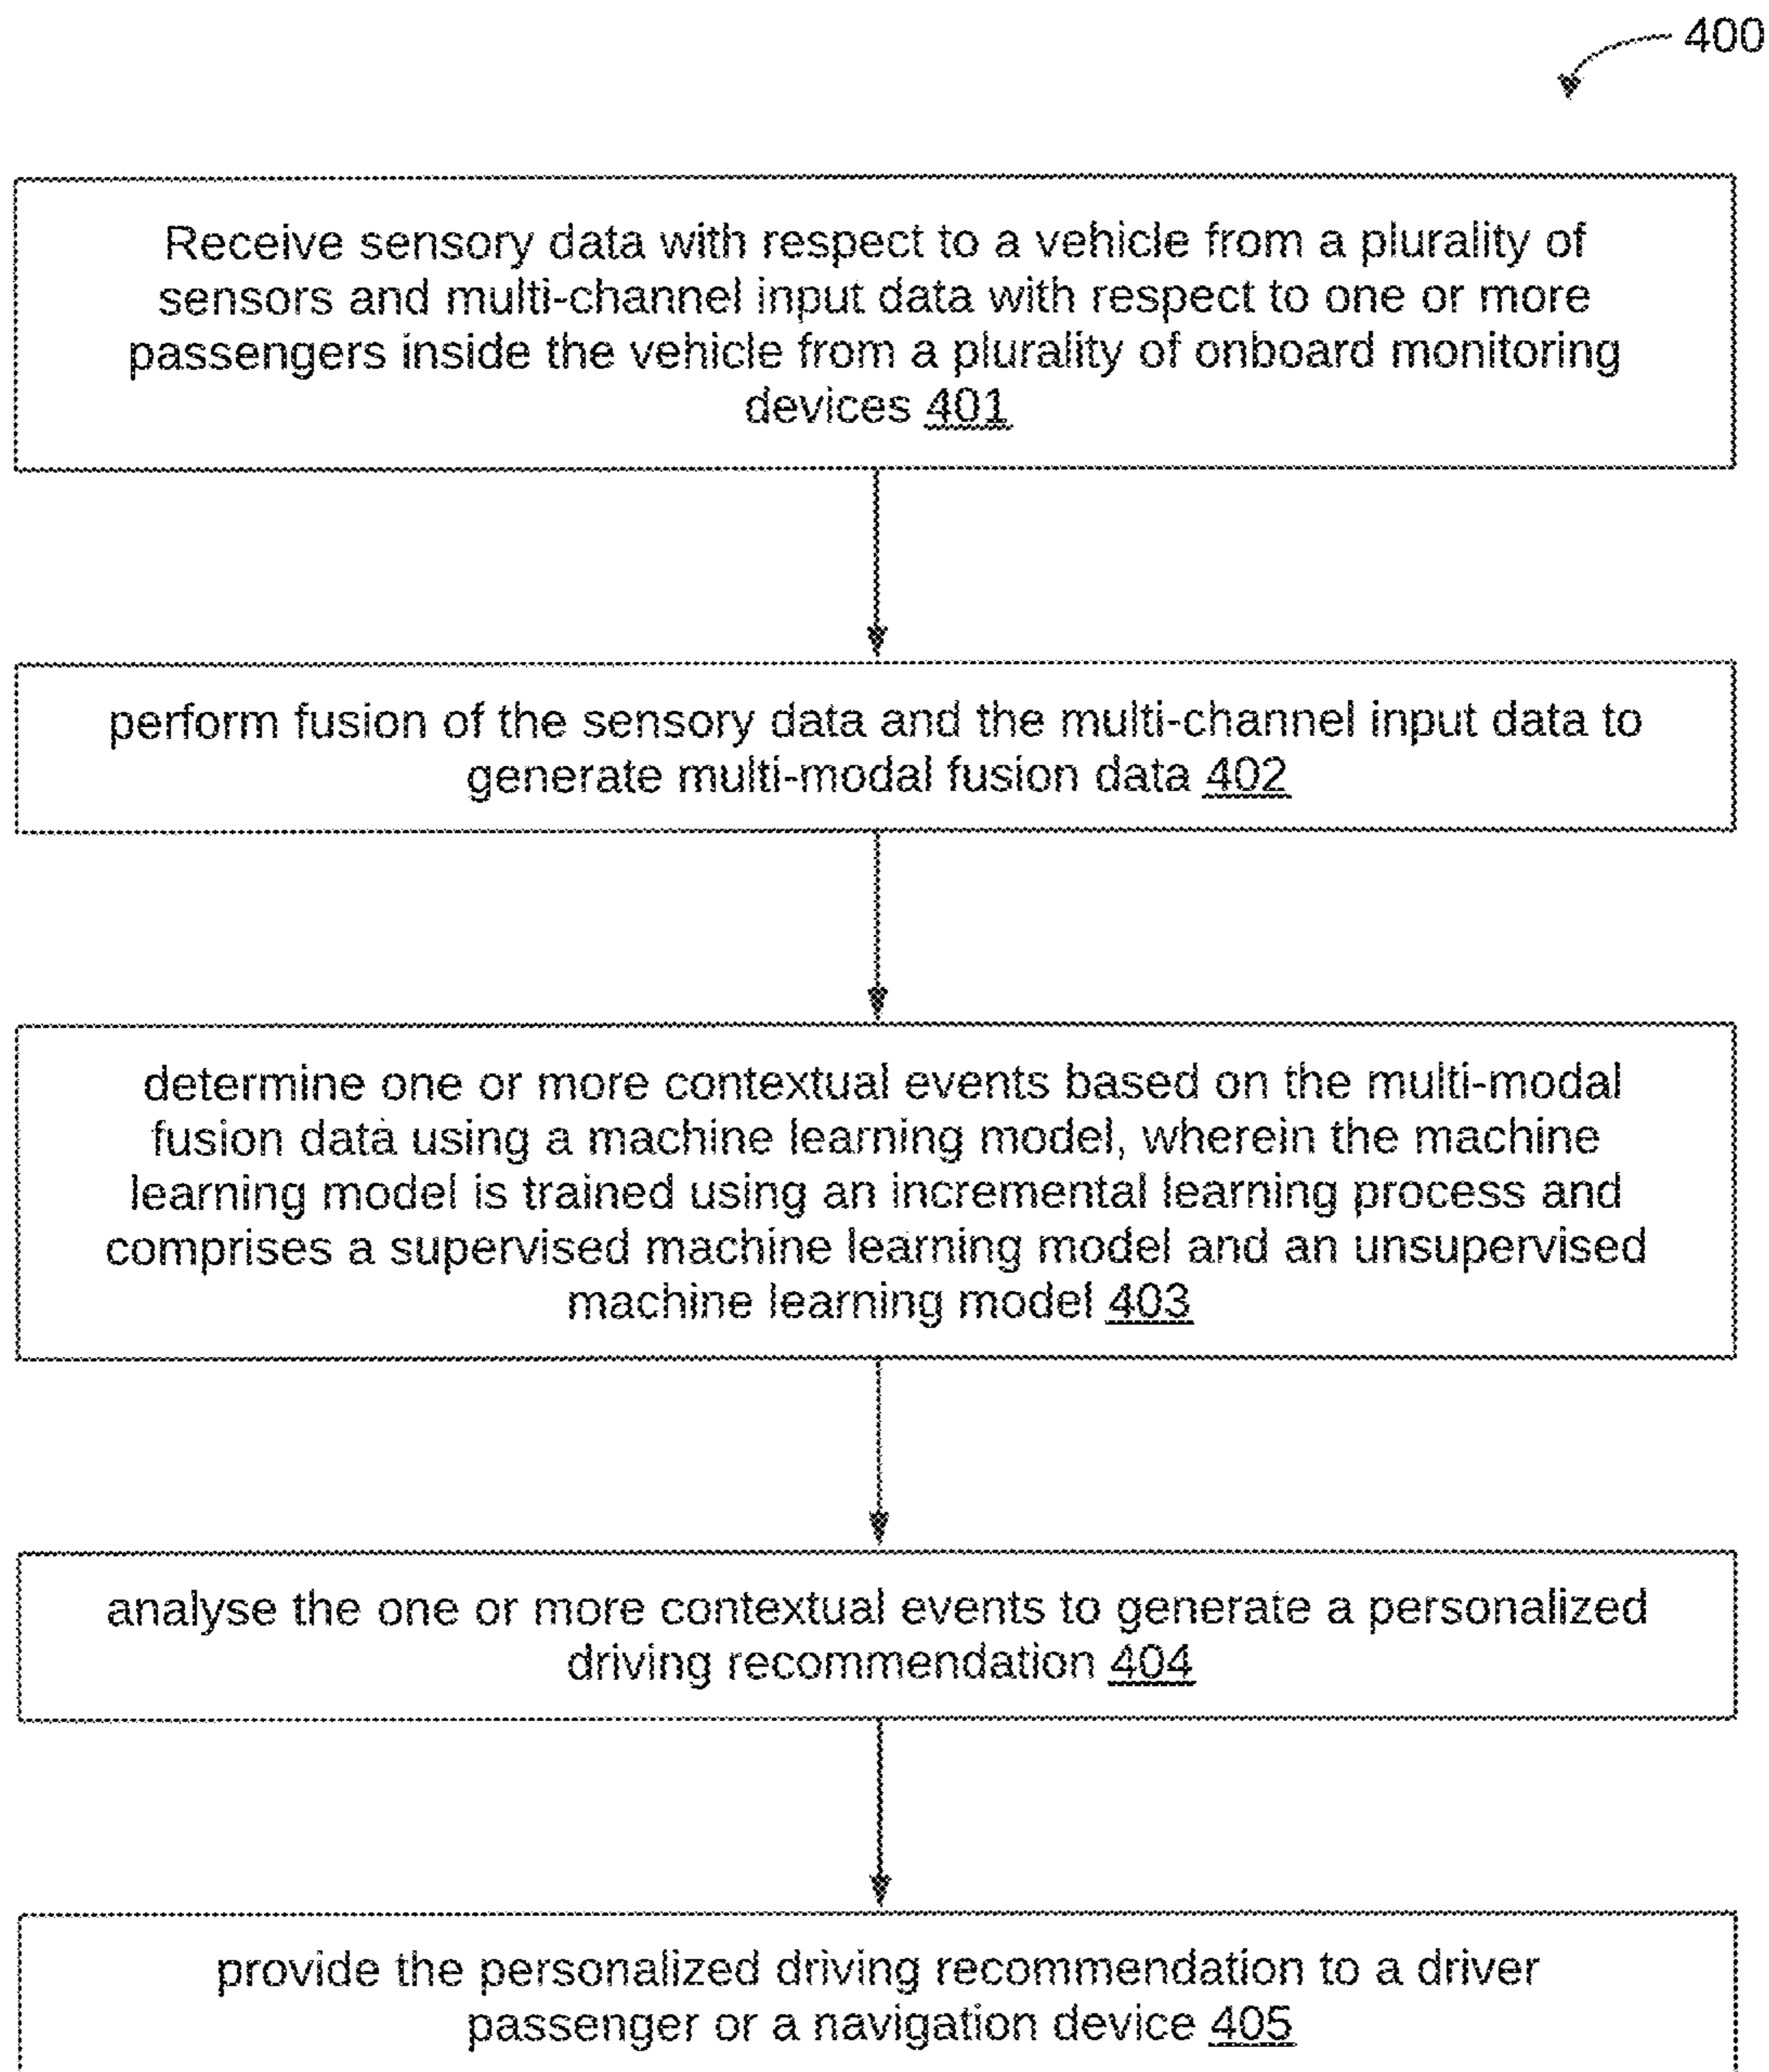 400
Receive sensory data with respect to a vehicle from a plurality of
sensors and multi-channel input data with respect to one or more
passengers inside the vehicle from a plurality of onboard monitoring
devices 401
perform fusion of the sensory data and the multi-channel input data to
generate multi-modal fusion data 402
determine one or more contextual events based on the multi-modal
fusion data using a machine learning model, wherein the machine
learning model is trained using an incremental learning process and
comprises a supervised machine learning model and an unsupervised
machine learning model 403
analyse the one or more contextual events to generate a personalized
driving recommendation 404
provide the personalized driving recommendation to a driver
passenger or a navigation device 405